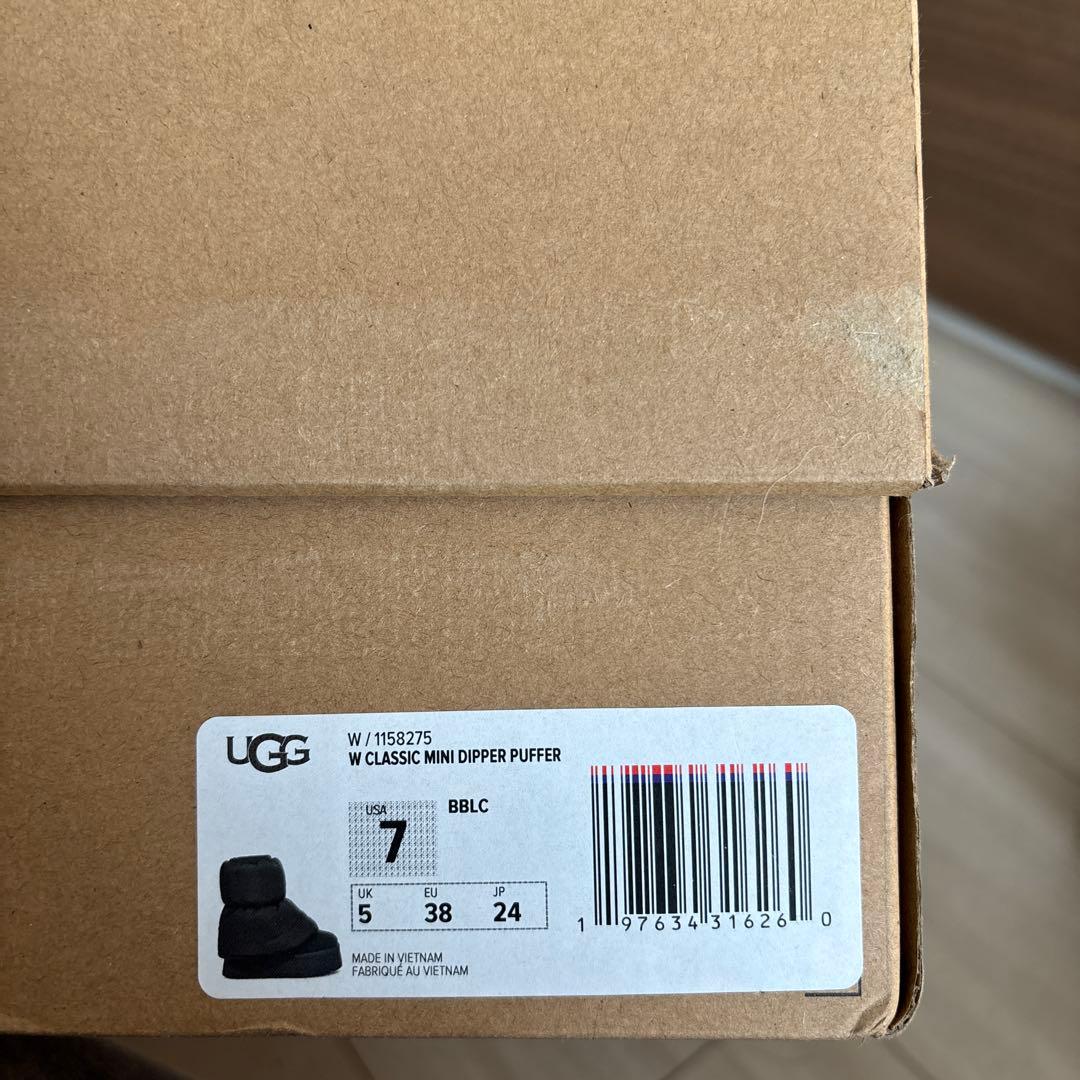 UGG
W / 1158275
W CLASSIC MINI DIPPER PUFFER
USA
7
BBLC
UK EU JP
5 38 24
MADE IN VIETNAM
FABRIQUÉ AU VIETNAM
1 97634 31626 0